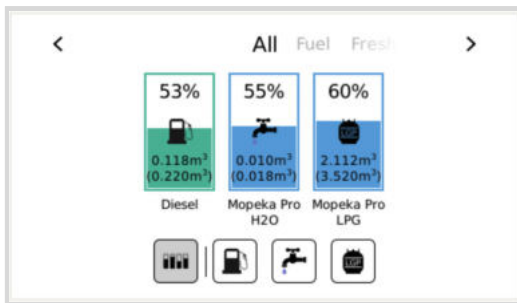 All Fuel Fresh
53% 55% 60%
LGP
0.118m³ 0.010m³ 2.112m³
(0.220m³) (0.018m³) (3.520m³)
Diesel Mopeka Pro Mopeka Pro
H2O LPG
LGP